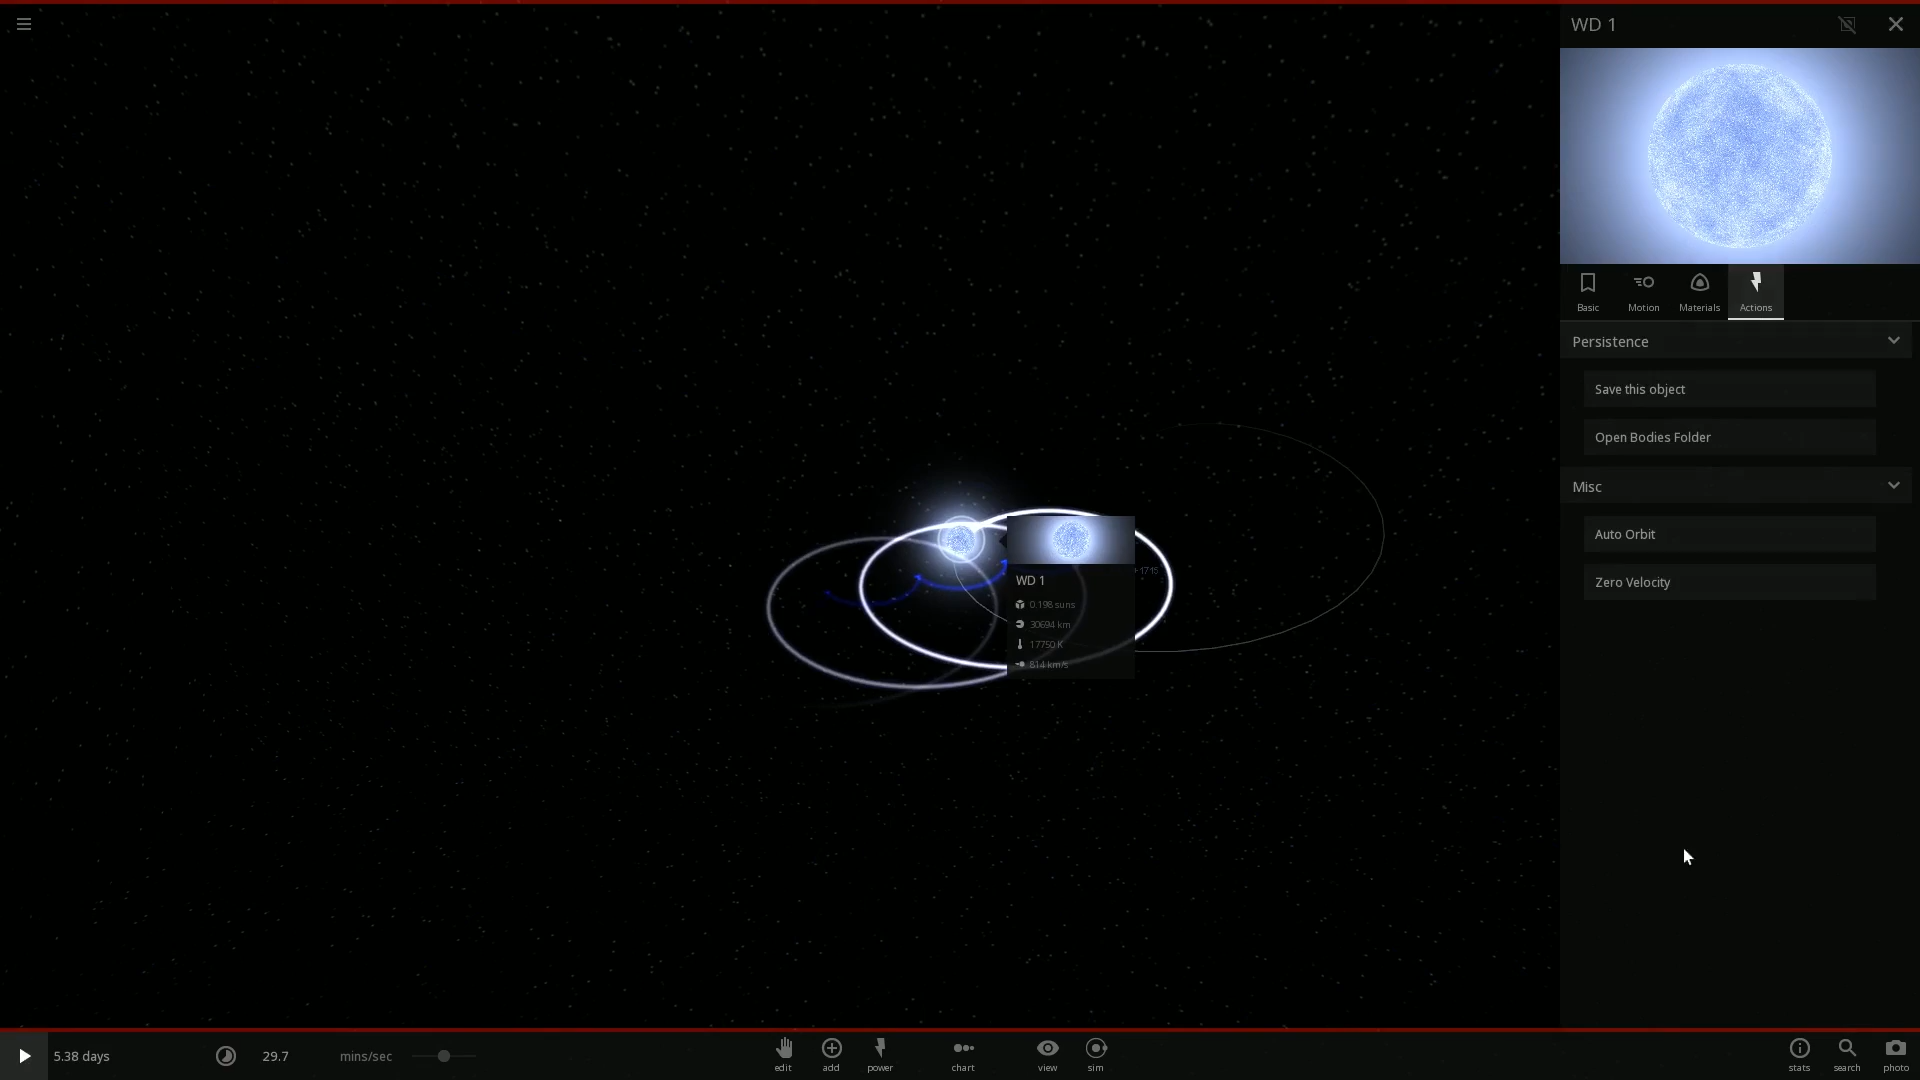 WD 1
Basic
Motion
Materials
Actions
Persistence
Save this object
Open Bodies Folder
Misc
Auto Orbit
Zero Velocity
WD 1
0.198 suns
30694 km
17750 K
814 km/s
5.38 days
29.7
mins/sec
edit
add
power
chart
view
sim
stats
search
photo